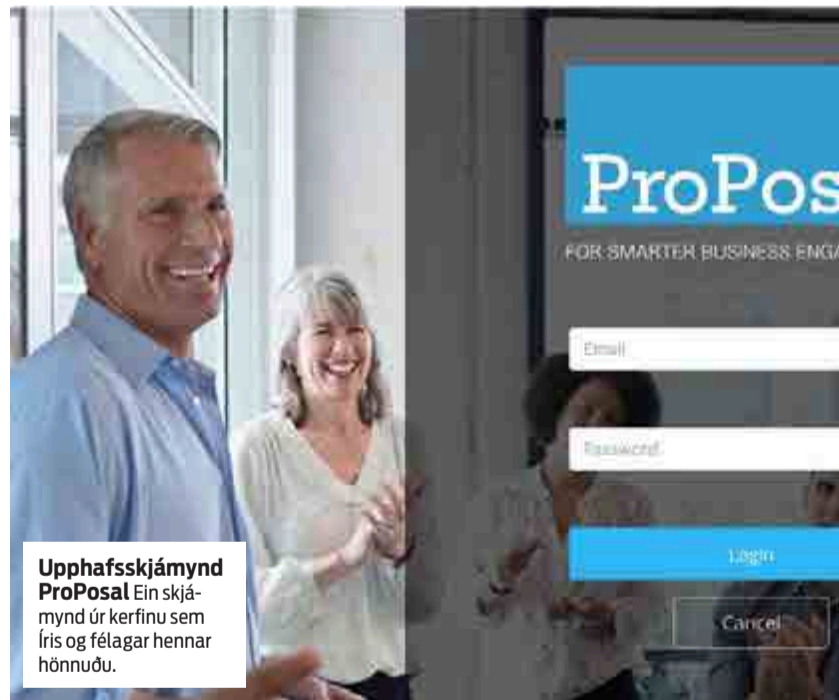 ProPos
FOR SMARTER BUSINESS ENGA
Email
Password
Login
Cancel
Upphafsskjámynd
ProPosal Ein skjá-
mynd úr kerfinu sem
Íris og félagar hennar
hönnuðu.